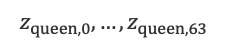 z_queen,0, ..., z_queen,63